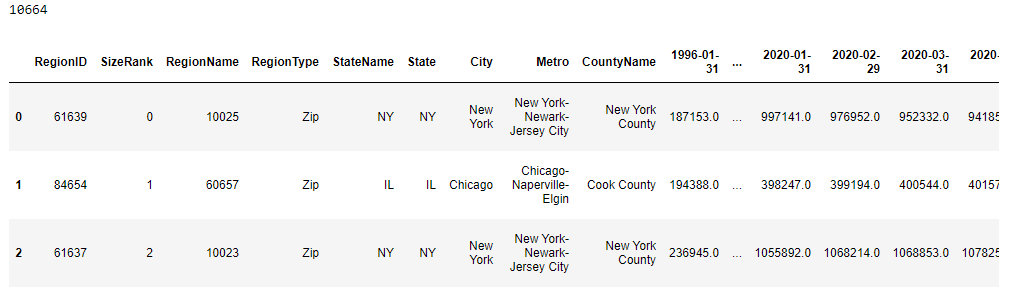 10664
RegionID SizeRank RegionName RegionType StateName State City Metro CountyName 1996-01-31 ... 2020-01-31 2020-02-29 2020-03-31 2020-
0 61639 0 10025 Zip NY NY New York New York-Newark-Jersey City New York County 187153.0 ... 997141.0 976952.0 952332.0 94185
1 84654 1 60657 Zip IL IL Chicago Chicago-Naperville-Elgin Cook County 194388.0 ... 398247.0 399194.0 400544.0 40157
2 61637 2 10023 Zip NY NY New York New York-Newark-Jersey City New York County 236945.0 ... 1055892.0 1068214.0 1068853.0 107825